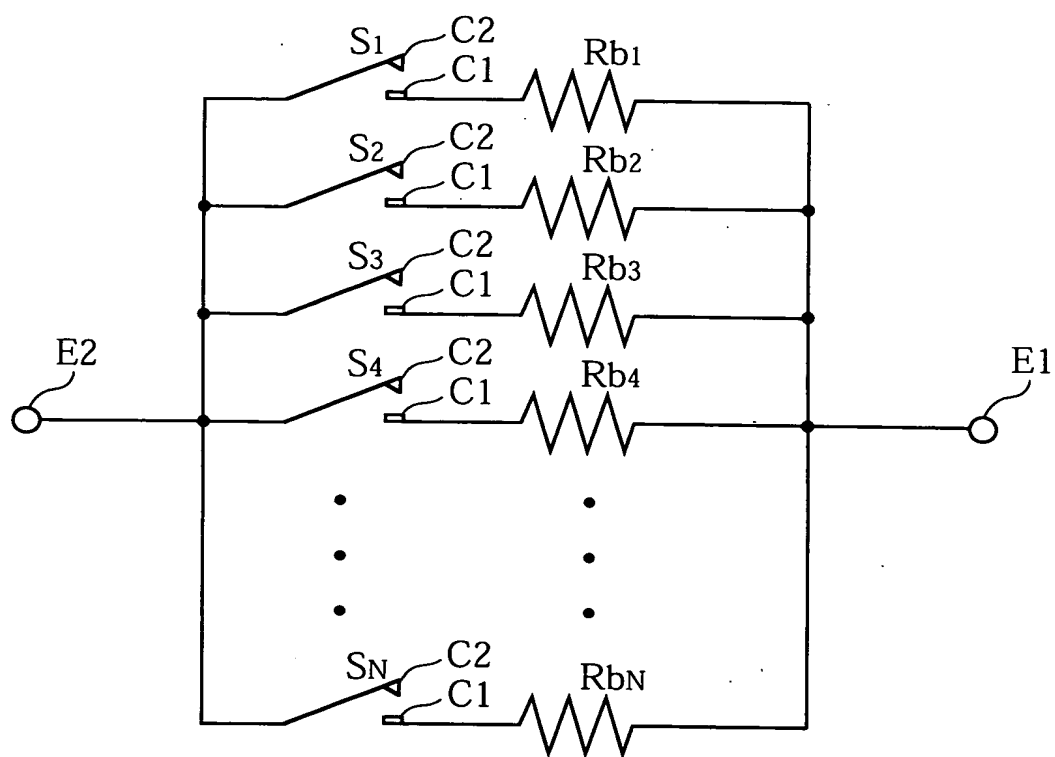 S1 C2
C1 Rb1
S2 C2
C1 Rb2
S3 C2
C1 Rb3
E2 S4 C2
C1 Rb4 E1
SN C2
C1 RbN